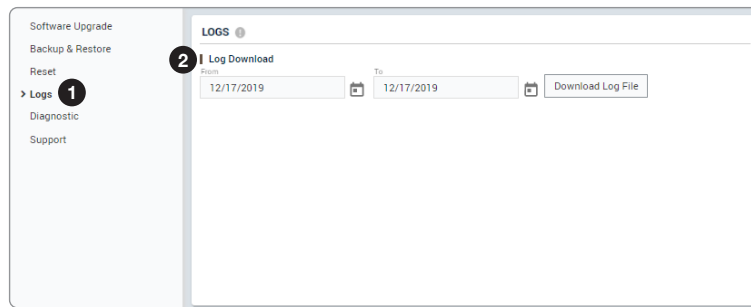 Software Upgrade
Backup & Restore
Reset
> Logs 1
Diagnostic
Support
LOGS !
2 Log Download
From To
12/17/2019 12/17/2019 Download Log File